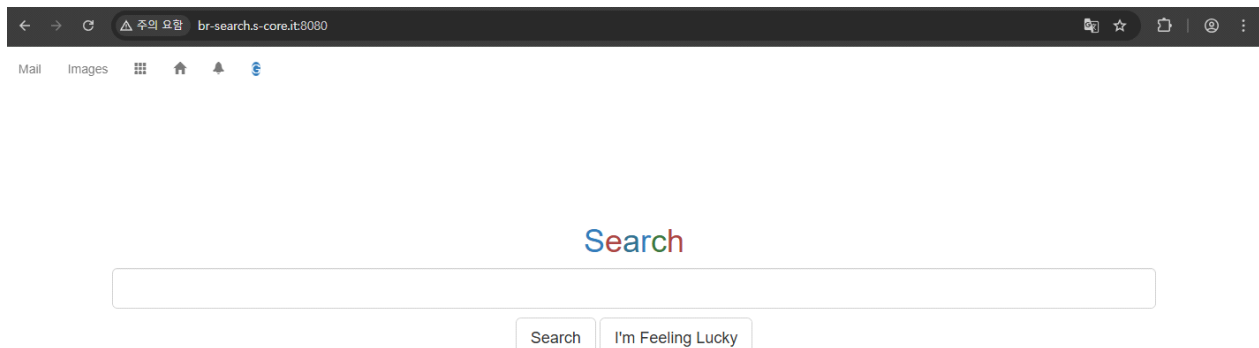 주의 요함 br-search.s-core.it:8080
Mail Images
Search
Search I'm Feeling Lucky